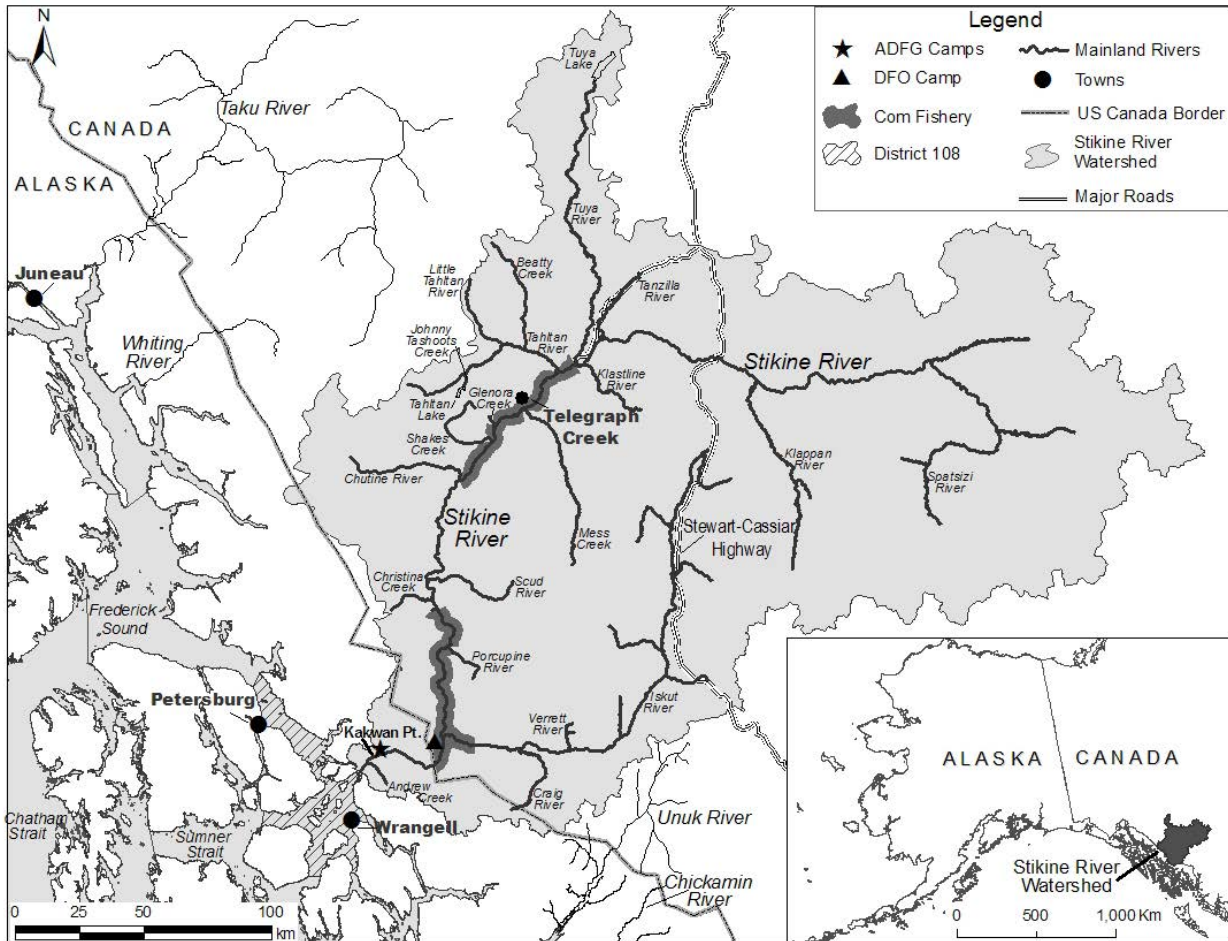 N
Legend
ADFG Camps
DFO Camp
Com Fishery
District 108
Mainland Rivers
Towns
US Canada Border
Stikine River
Watershed
Major Roads
Tuya
Lake
Taku River
CANADA
ALASKA
Tuya
River
Juneau
Little
Tahltan
River
Beatty
Creek
Tanzilla
River
Johnny
Tashoots
Creek
Tahltan
River
Whiting
River
Stikine River
Klastline
River
Glenora
Creek
Tahltan
Lake
Telegraph
Creek
Shakes
Creek
Chutine River
Klappan
River
Spatsizi
River
Stikine
River
Mess
Creek
Stewart-Cassiar
Highway
Christina
Creek
Scud
River
Frederick
Sound
Porcupine
River
Iskut
River
Petersburg
Verrett
River
Kakwan Pt.
Andrew
Creek
Craig
River
Unuk River
Chatham
Strait
Sumner
Strait
Wrangell
Chickamin
River
0 25 50 100
km
ALASKA
CANADA
Stikine River
Watershed
0 500 1,000 Km